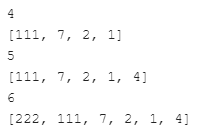 4
[111, 7, 2, 1]
5
[111, 7, 2, 1, 4]
6
[222, 111, 7, 2, 1, 4]